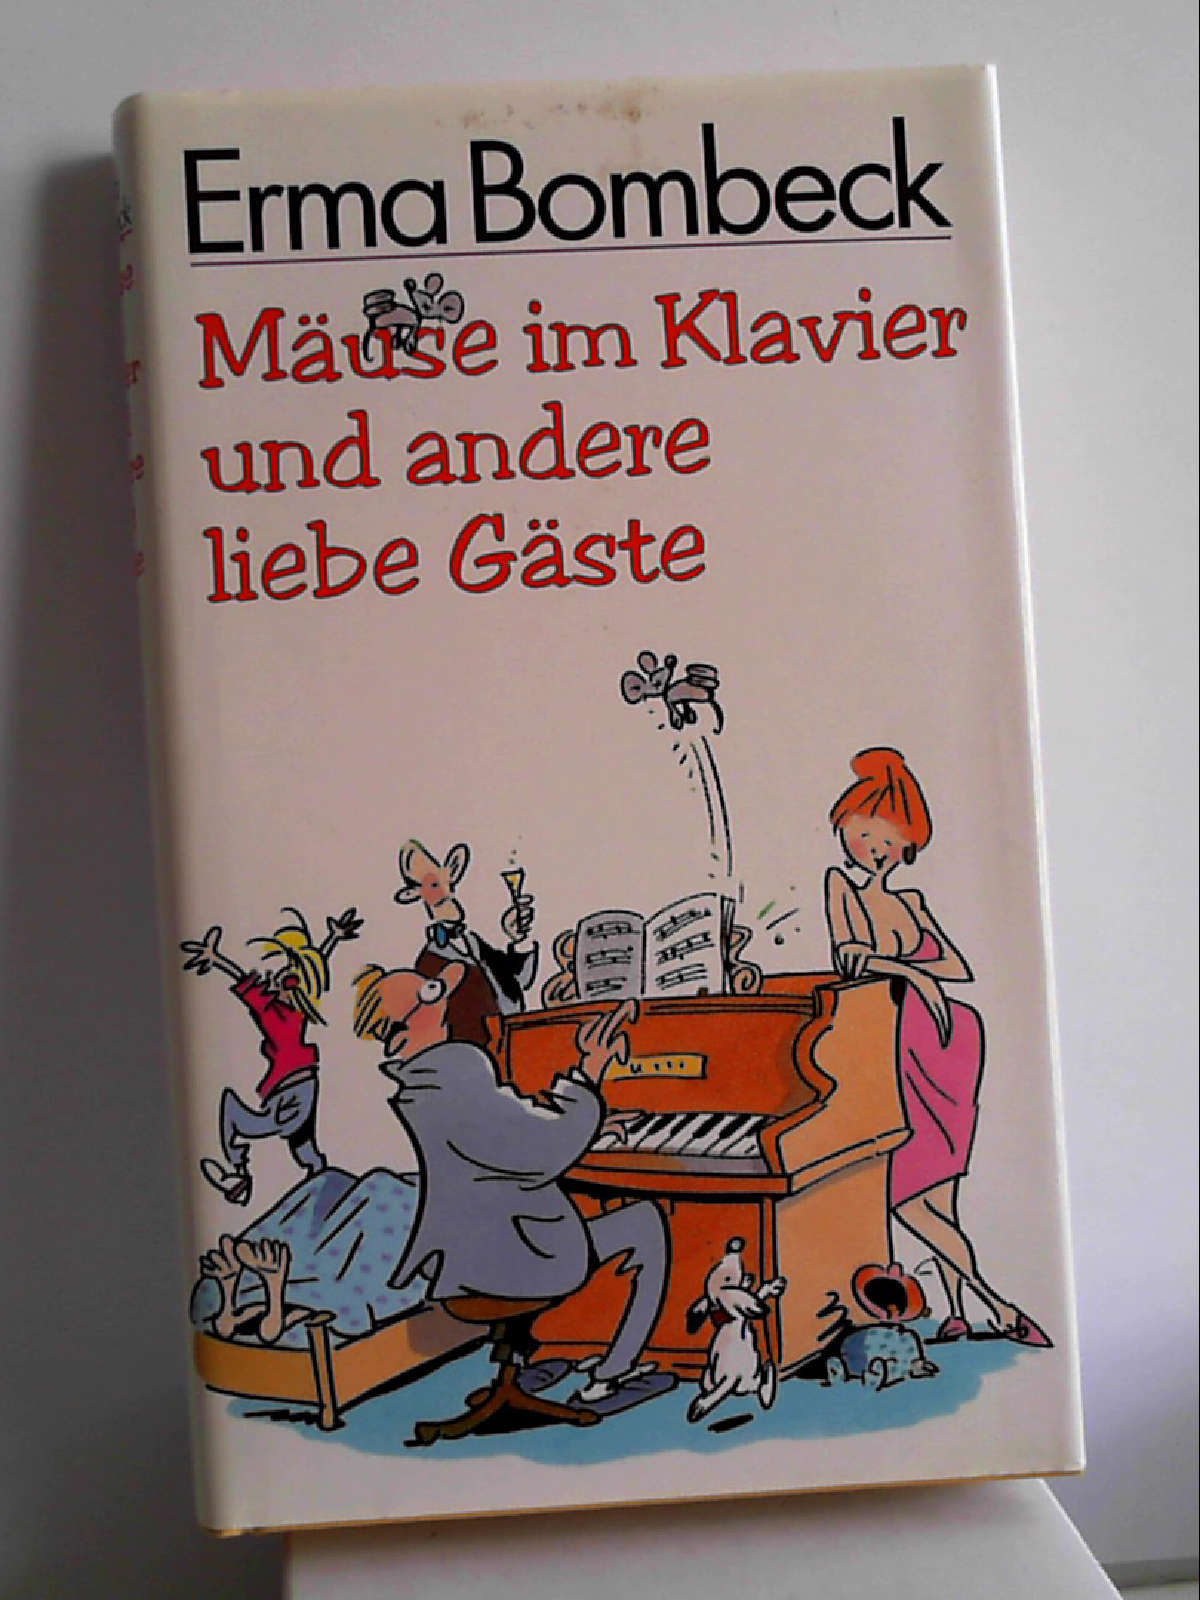 Erma Bombeck
Mäuse im Klavier
und andere
liebe Gäste